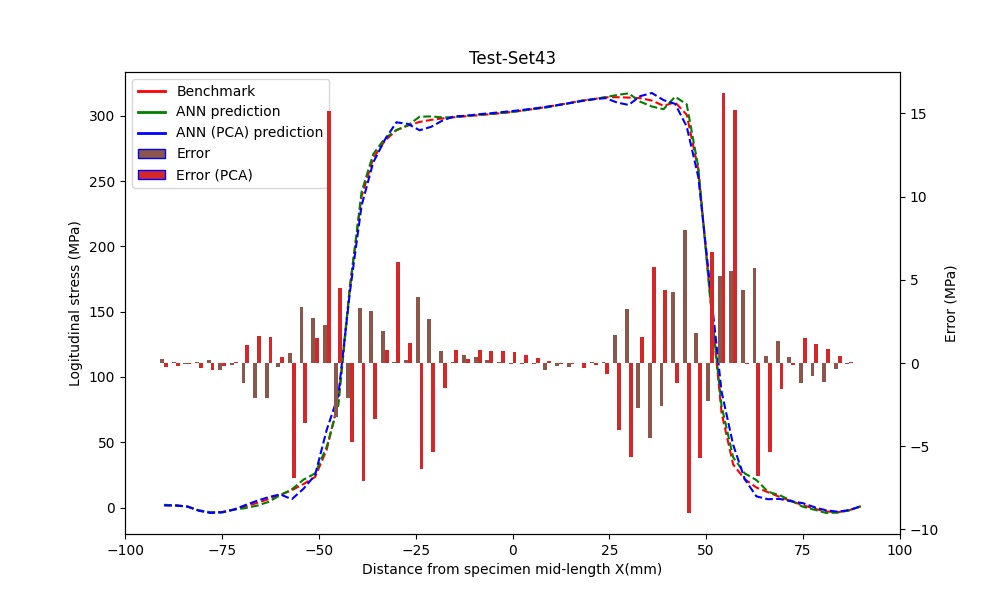 Test-Set43
Benchmark
ANN prediction
ANN (PCA) prediction
Error
Error (PCA)
300
250
200
150
100
50
0
Logitudinal stress (MPa)
15
10
5
0
−5
−10
Error (MPa)
−100 −75 −50 −25 0 25 50 75 100
Distance from specimen mid-length X(mm)